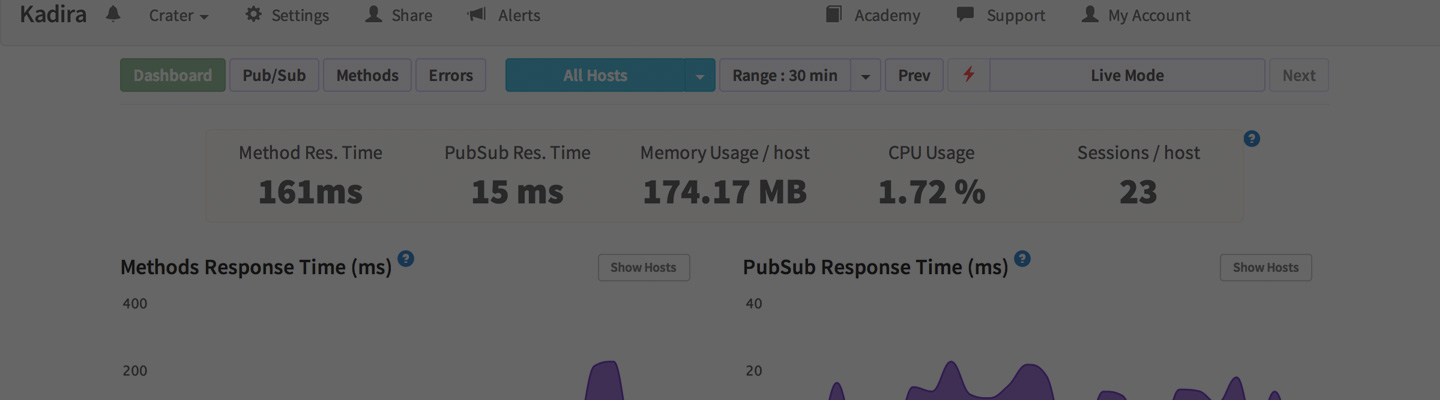 Kadira Crater Settings Share Alerts Academy Support My Account
Dashboard Pub/Sub Methods Errors All Hosts Range : 30 min Prev Live Mode Next
Method Res. Time PubSub Res. Time Memory Usage / host CPU Usage Sessions / host ?
161ms 15 ms 174.17 MB 1.72 % 23
Methods Response Time (ms) ? Show Hosts PubSub Response Time (ms) ? Show Hosts
400 40
200 20